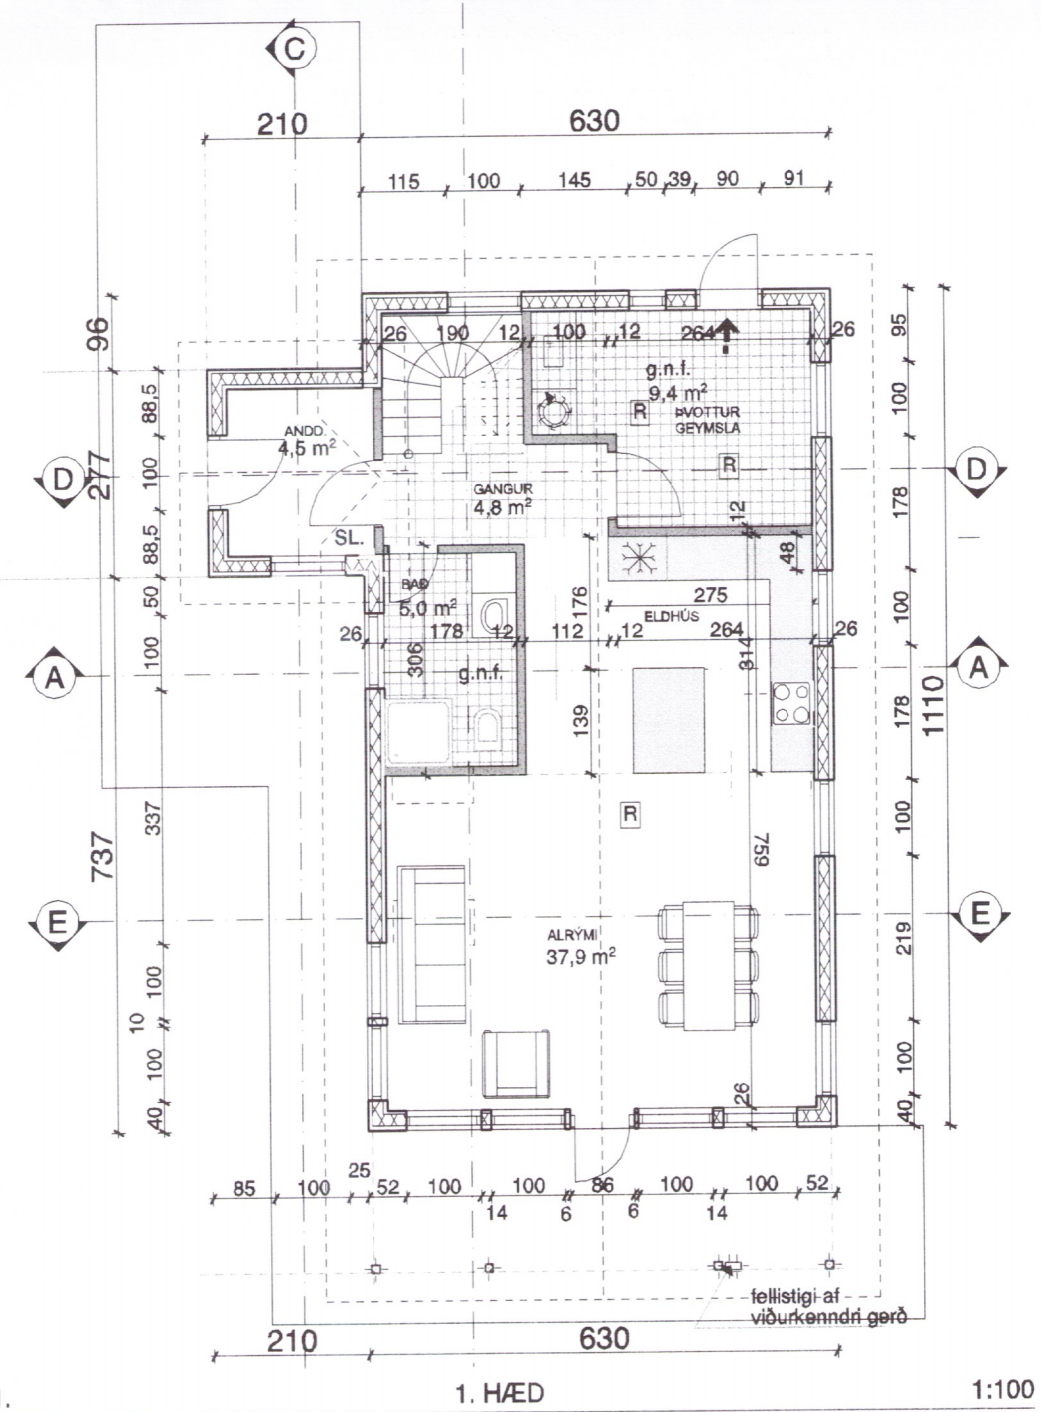 C
210
630
115 100 145 50 39 90 91
26 190 12 100 12 264 26
96
95
g.n.f.
9,4 m²
R
ÞVOTTUR
GEYMSLA
R
100
88,5
ANDD.
4,5 m²
D
277
100
D
GANGUR
4,8 m²
178
12
88,5
SL.
48
BAÐ
5,0 m²
50
176
275
ELDHÚS
100
26 178 12 112 12 264 26
100
306
314
A
g.n.f.
A
139
178
1110
R
337
100
737
759
E
ALRÝMI
37,9 m²
E
219
100
10
100
100
26
40
40
25
85 100 52 100 100 86 100 100 52
14 6 6 14
fellistigi af
viðurkenndri gerð
210
630
1. HÆÐ
1:100